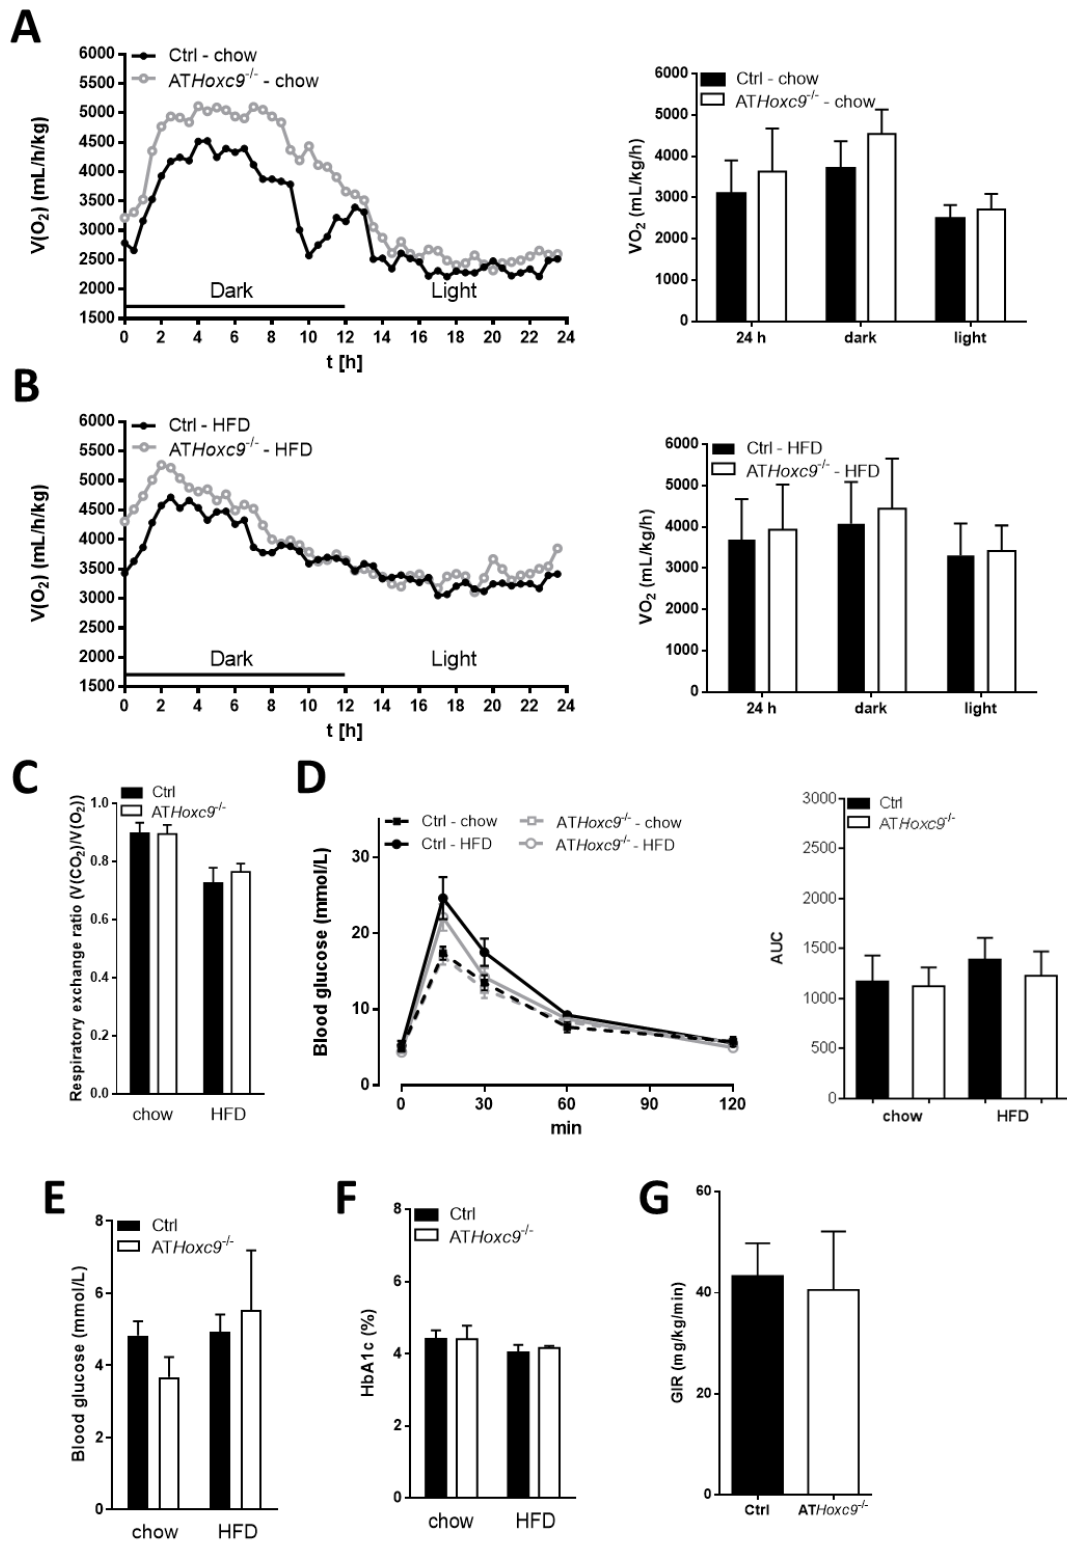 A
6000
5500
5000
4500
4000
3500
3000
2500
2000
1500
V(O₂) (mL/h/kg)
Ctrl - chow
ATHoxc9⁻/⁻ - chow
Dark
Light
0 2 4 6 8 10 12 14 16 18 20 22 24
t [h]
6000
5000
4000
3000
2000
1000
0
VO₂ (mL/kg/h)
Ctrl - chow
ATHoxc9⁻/⁻ - chow
24 h dark light
B
6000
5500
5000
4500
4000
3500
3000
2500
2000
1500
V(O₂) (mL/h/kg)
Ctrl - HFD
ATHoxc9⁻/⁻ - HFD
Dark
Light
0 2 4 6 8 10 12 14 16 18 20 22 24
t [h]
6000
5000
4000
3000
2000
1000
0
VO₂ (mL/kg/h)
Ctrl - HFD
ATHoxc9⁻/⁻ - HFD
24 h dark light
C
Respiratory exchange ratio (V(CO₂)/V(O₂))
1.0
0.8
0.6
0.4
0.2
0.0
Ctrl
ATHoxc9⁻/⁻
chow HFD
D
Blood glucose (mmol/L)
30
20
10
0
Ctrl - chow
Ctrl - HFD
ATHoxc9⁻/⁻ - chow
ATHoxc9⁻/⁻ - HFD
0 30 60 90 120
min
3000
2500
2000
1500
1000
500
0
AUC
Ctrl
ATHoxc9⁻/⁻
chow HFD
E
Blood glucose (mmol/L)
8
6
4
2
0
Ctrl
ATHoxc9⁻/⁻
chow HFD
F
HbA1c (%)
8
6
4
2
0
Ctrl
ATHoxc9⁻/⁻
chow HFD
G
GIR (mg/kg/min)
60
40
20
0
Ctrl ATHoxc9⁻/⁻